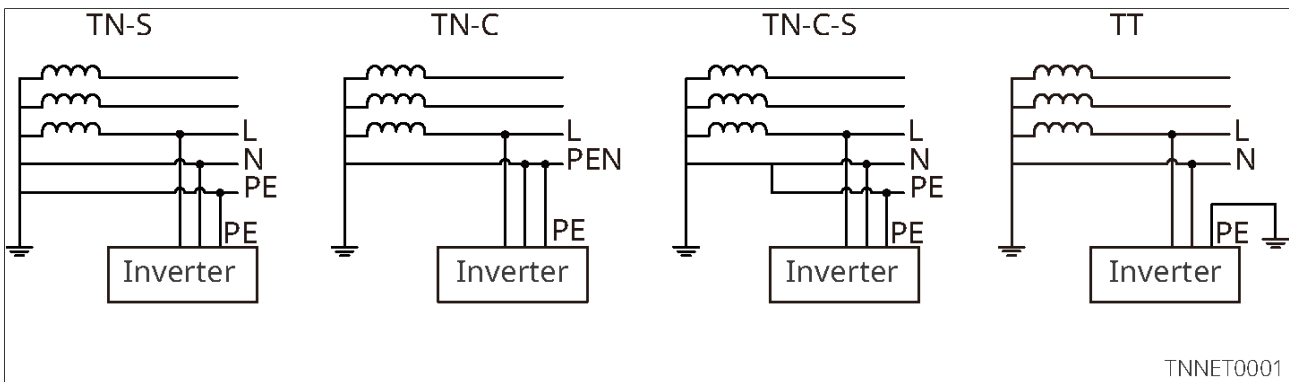 TN-S TN-C TN-C-S TT
L L L L
N PEN N N
PE PE
PE PE PE PE
Inverter Inverter Inverter Inverter
TNNET0001